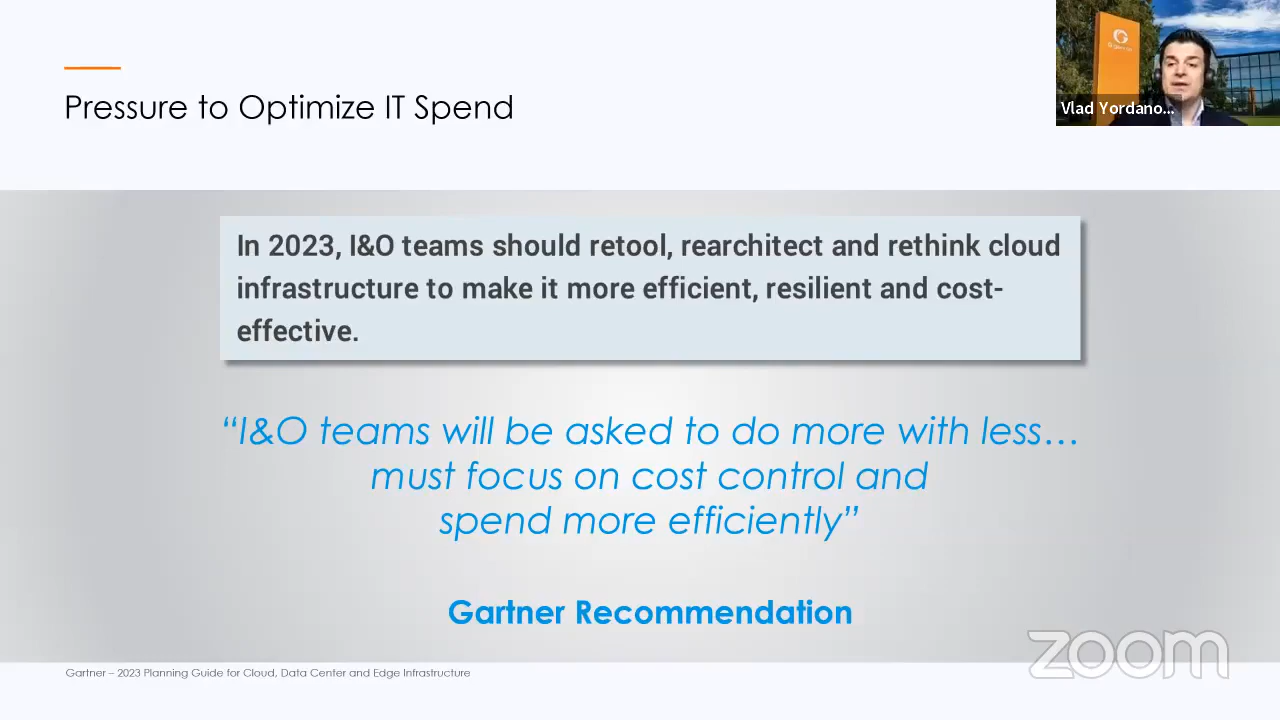 Pressure to Optimize IT Spend
Vlad Yordano...
In 2023, I&O teams should retool, rearchitect and rethink cloud
infrastructure to make it more efficient, resilient and cost-
effective.
“I&O teams will be asked to do more with less…
must focus on cost control and
spend more efficiently”
Gartner Recommendation
zoom
Gartner – 2023 Planning Guide for Cloud, Data Center and Edge Infrastructure